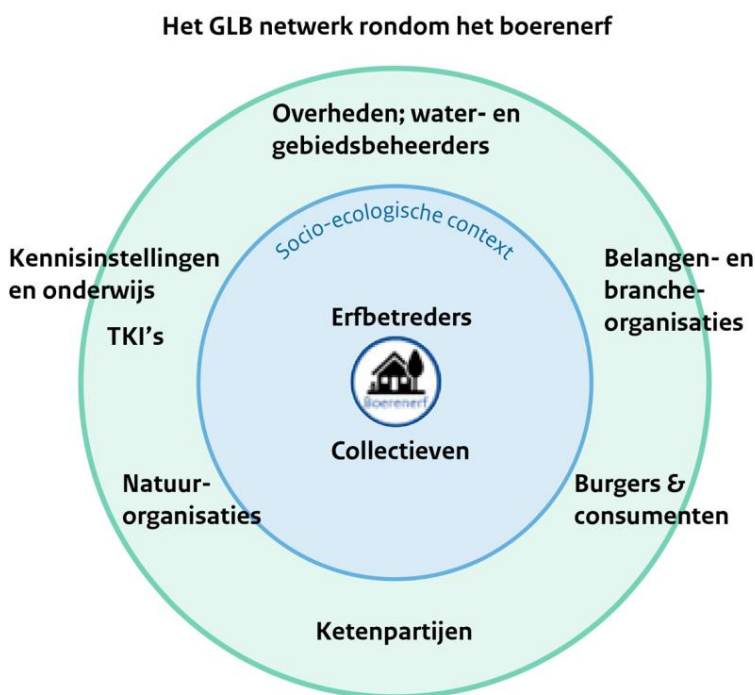 Het GLB netwerk rondom het boerenerf
Overheden; water- en
gebiedsbeheerders
Socio-ecologische context
Kennisinstellingen
en onderwijs
TKI's
Belangen- en
branche-
organisaties
Erfbetreders
Boerenerf
Collectieven
Natuur-
organisaties
Burgers &
consumenten
Ketenpartijen